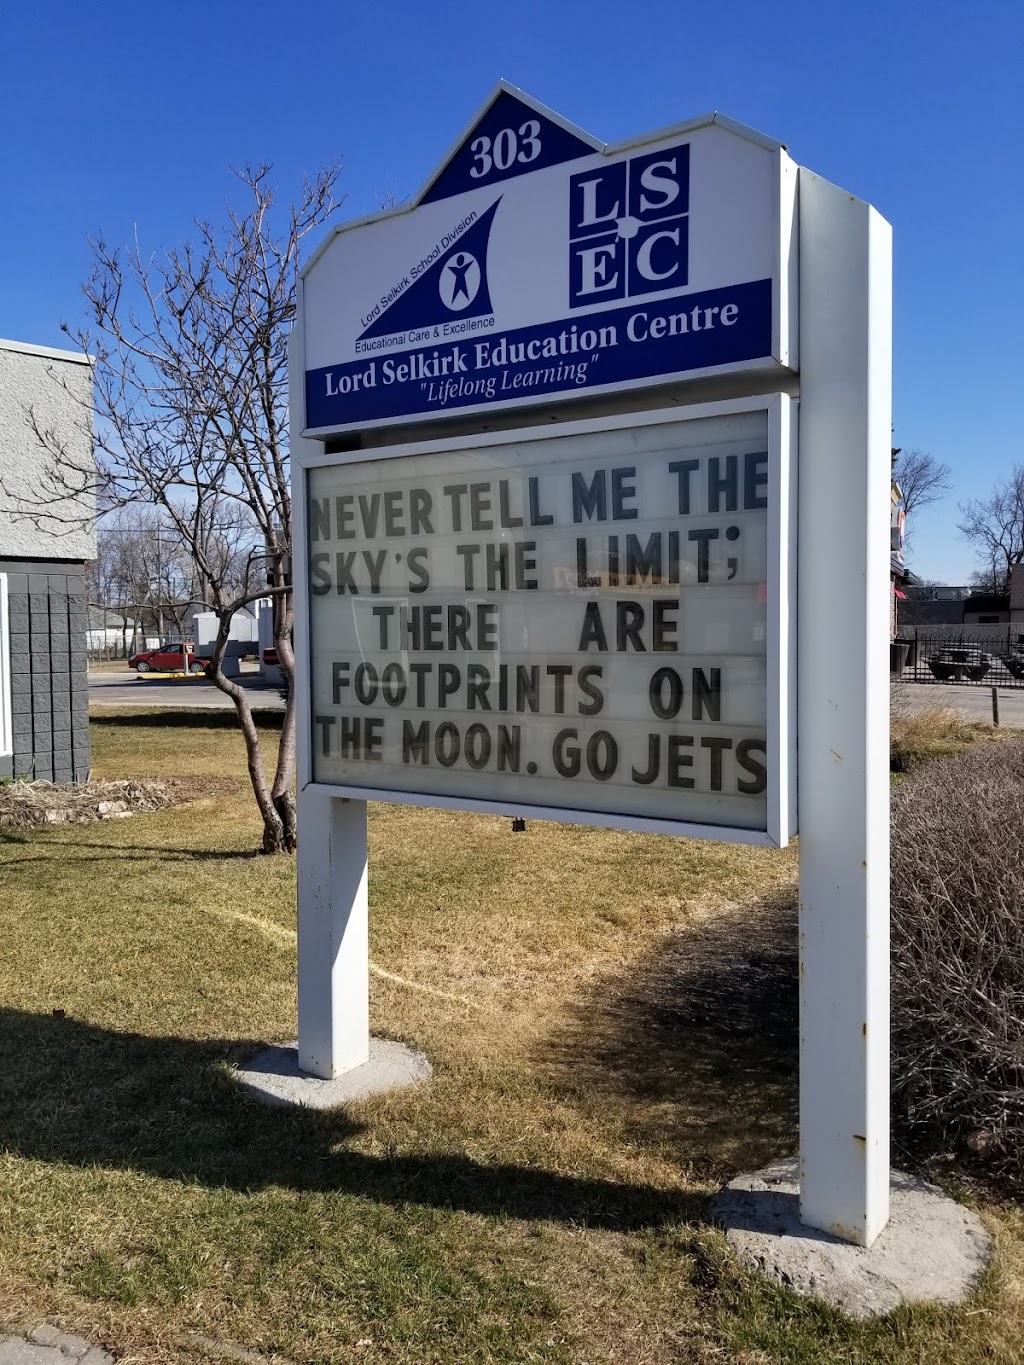 303
Lord Selkirk School Division
Educational Care & Excellence
LS
EC
Lord Selkirk Education Centre
"Lifelong Learning"
NEVER TELL ME THE
SKY'S THE LIMIT;
THERE ARE
FOOTPRINTS ON
THE MOON. GO JETS